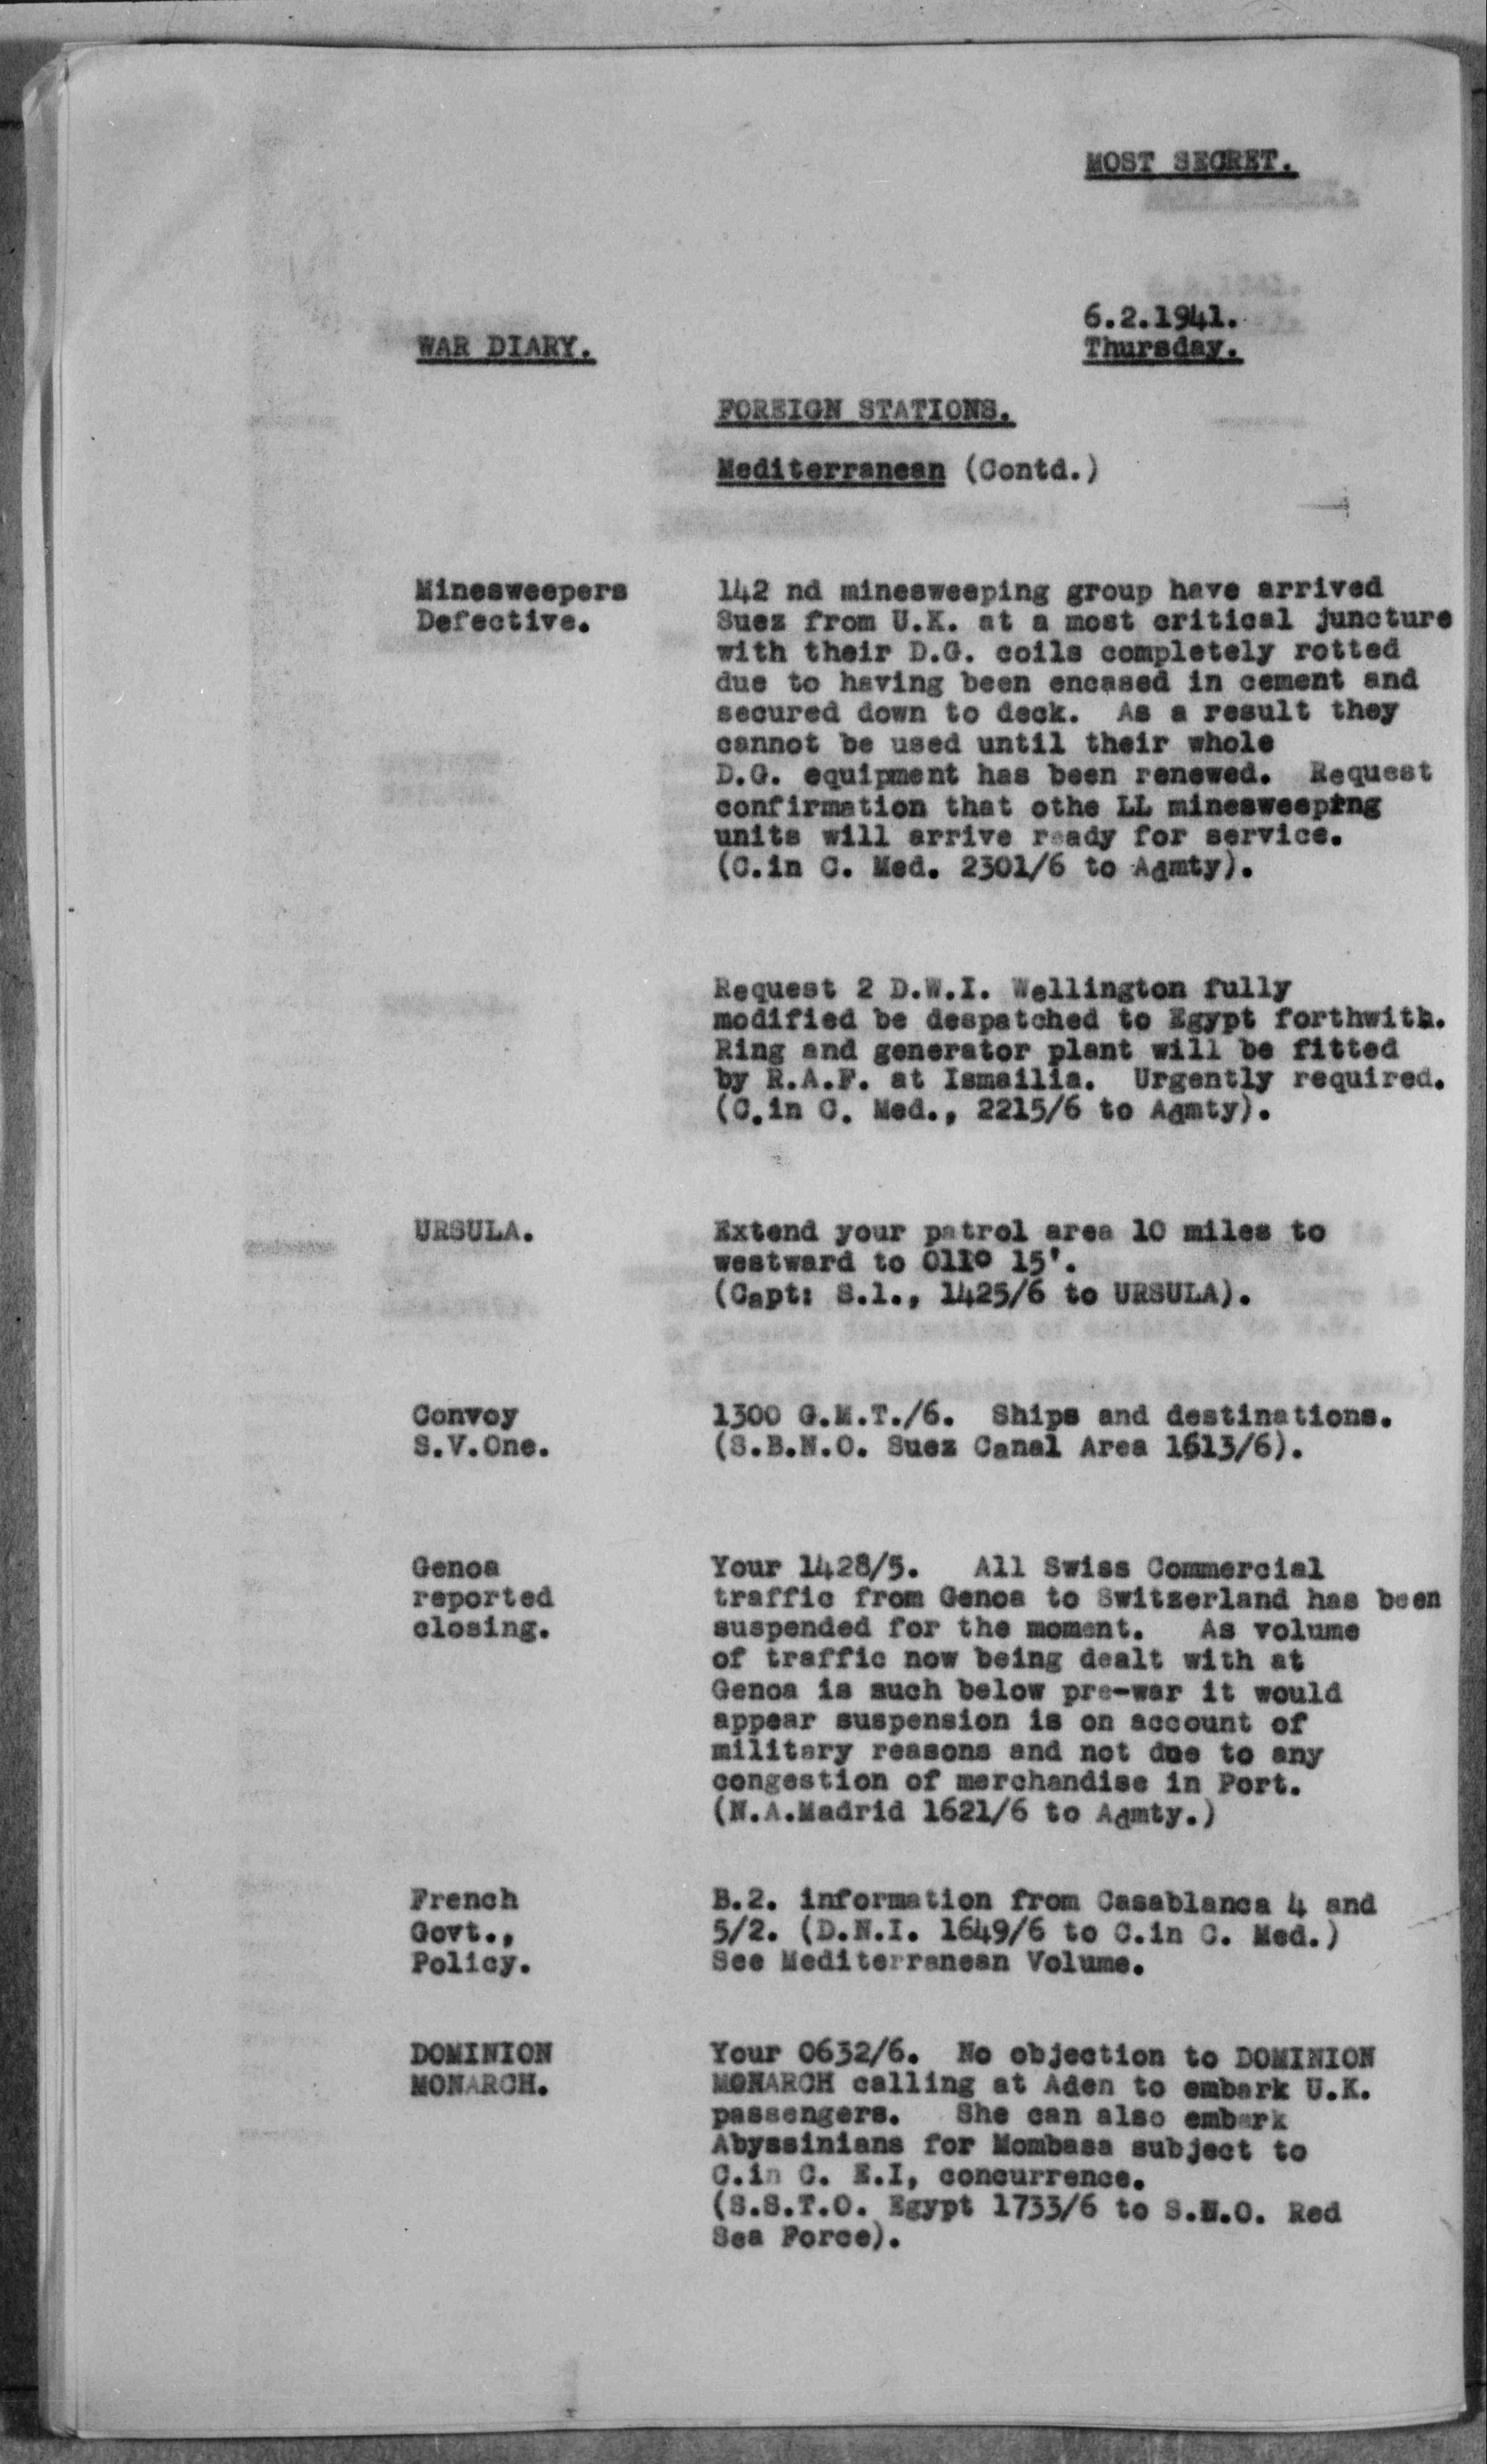 MOST SECRET.
6.2.1941.
WAR DIARY.
Thursday.
FOREIGN STATIONS.
Mediterranean (Contd.)
Minesweepers
Defective.
142 nd minesweeping group have arrived
Suez from U.K. at a most critical juncture
with their D.G. coils completely rotted
due to having been encased in cement and
secured down to deck. As a result they
cannot be used until their whole
D.G. equipment has been renewed. Request
confirmation that othe LL minesweeping
units will arrive ready for service.
(C.in C. Med. 2301/6 to Admty).
Request 2 D.W.I. Wellington fully
modified be despatched to Egypt forthwith.
Ring and generator plant will be fitted
by R.A.F. at Ismailia. Urgently required.
(C.in C. Med., 2215/6 to Admty).
URSULA.
Extend your patrol area 10 miles to
westward to 011° 15'.
(Capt: S.1., 1425/6 to URSULA).
Convoy
S.V.One.
1300 G.M.T./6. Ships and destinations.
(S.B.N.O. Suez Canal Area 1613/6).
Genoa
reported
closing.
Your 1428/5. All Swiss Commercial
traffic from Genoa to Switzerland has been
suspended for the moment. As volume
of traffic now being dealt with at
Genoa is such below pre-war it would
appear suspension is on account of
military reasons and not due to any
congestion of merchandise in Port.
(N.A.Madrid 1621/6 to Admty.)
French
Govt.,
Policy.
B.2. information from Casablanca 4 and
5/2. (D.N.I. 1649/6 to C.in C. Med.)
See Mediterranean Volume.
DOMINION
MONARCH.
Your 0632/6. No objection to DOMINION
MONARCH calling at Aden to embark U.K.
passengers. She can also embark
Abyssinians for Mombasa subject to
C.in C. E.I, concurrence.
(S.S.T.O. Egypt 1733/6 to S.N.O. Red
Sea Force).